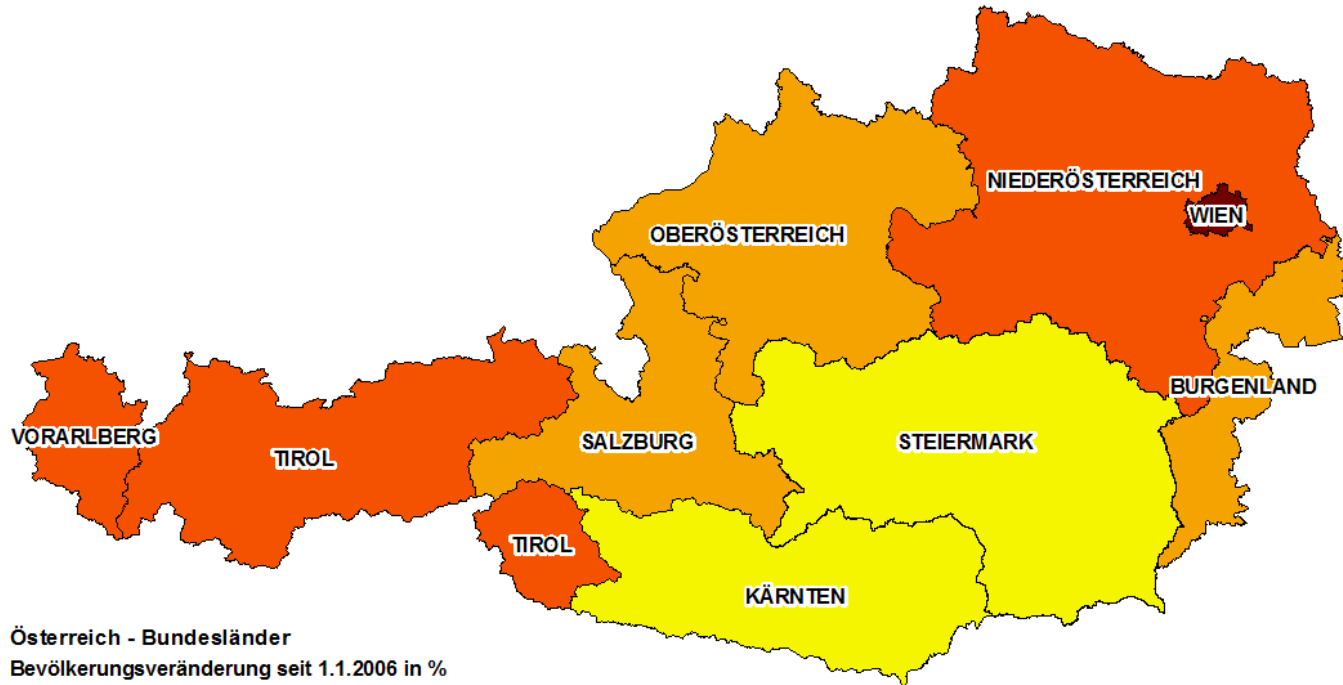 NIEDERÖSTERREICH
WIEN
OBERÖSTERREICH
BURGENLAND
VORARLBERG
TIROL
SALZBURG
STEIERMARK
TIROL
KÄRNTEN
Österreich - Bundesländer
Bevölkerungsveränderung seit 1.1.2006 in %